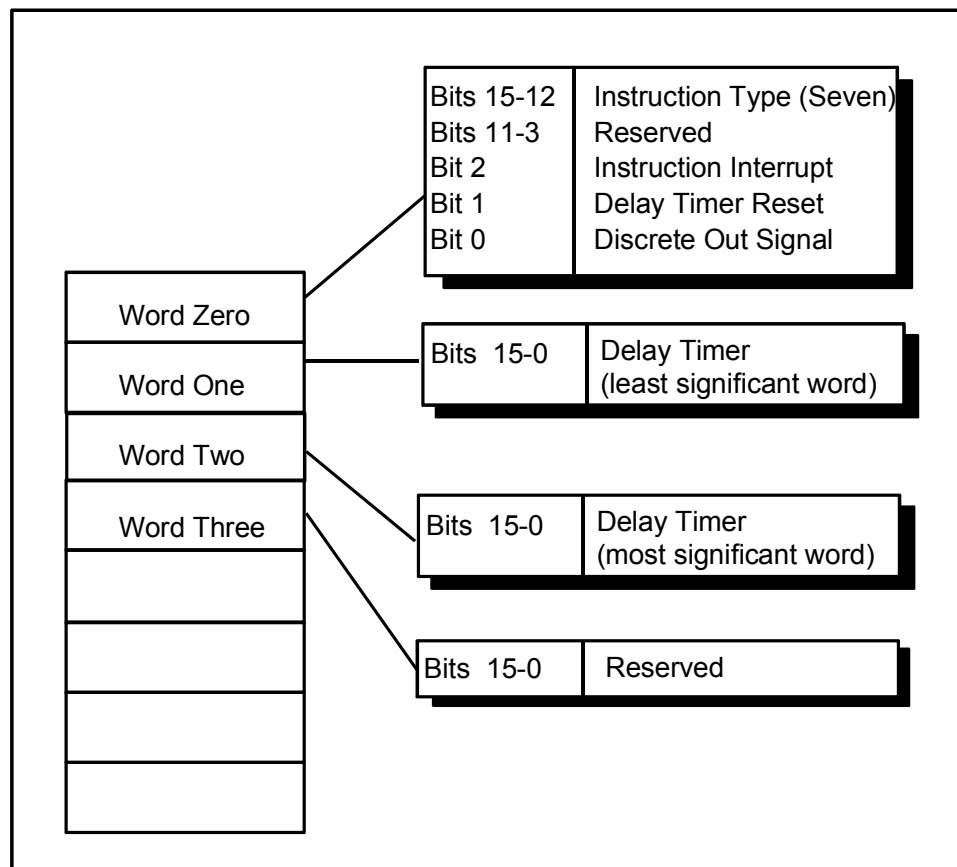 Bits 15-12 Instruction Type (Seven)
Bits 11-3 Reserved
Bit 2 Instruction Interrupt
Bit 1 Delay Timer Reset
Bit 0 Discrete Out Signal
Word Zero
Word One
Word Two
Word Three
Bits 15-0 Delay Timer
(least significant word)
Bits 15-0 Delay Timer
(most significant word)
Bits 15-0 Reserved